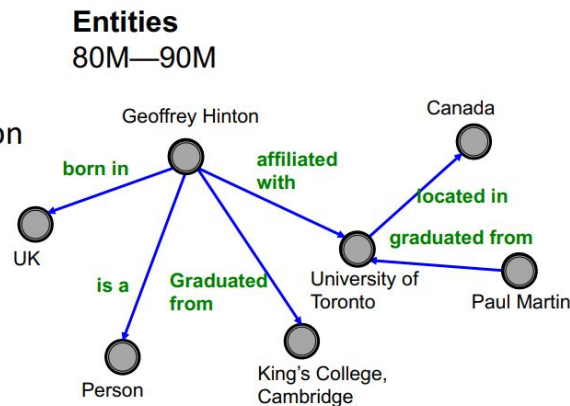 Entities
80M—90M
Geoffrey Hinton
Canada
on
born in
affiliated
with
located in
graduated from
UK
is a
Graduated
from
University of
Toronto
Paul Martin
Person
King's College,
Cambridge